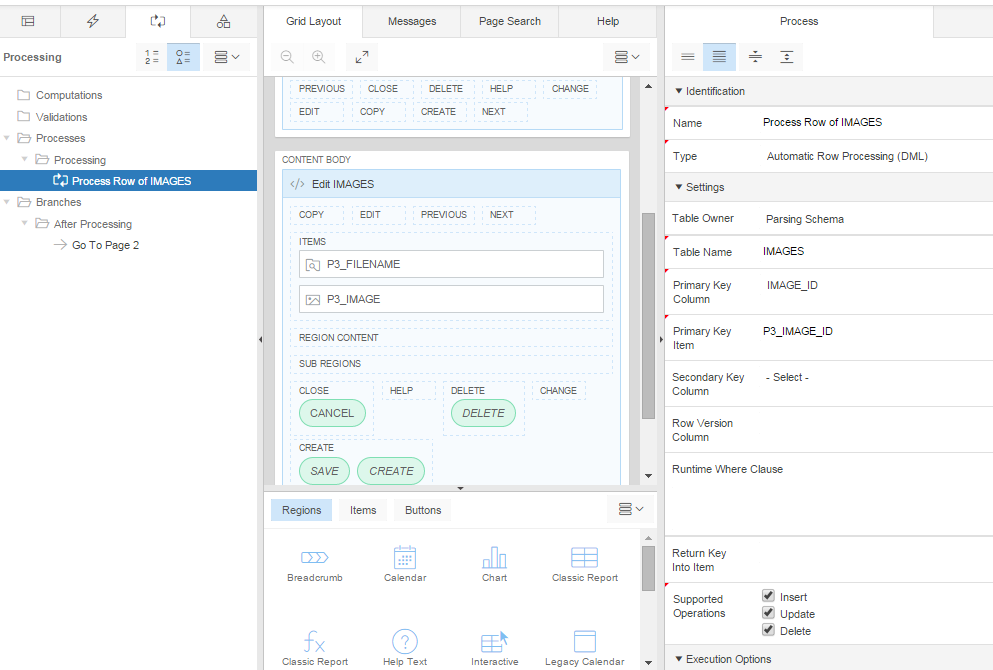 Processing
1 =
2 =
Computations
Validations
Processes
Processing
Process Row of IMAGES
Branches
After Processing
Go To Page 2
Grid Layout
Messages
Page Search
Help
PREVIOUS
CLOSE
DELETE
HELP
CHANGE
EDIT
COPY
CREATE
NEXT
CONTENT BODY
</> Edit IMAGES
COPY
EDIT
PREVIOUS
NEXT
ITEMS
P3_FILENAME
P3_IMAGE
REGION CONTENT
SUB REGIONS
CLOSE
HELP
DELETE
CHANGE
CANCEL
DELETE
CREATE
SAVE
CREATE
Regions
Items
Buttons
Breadcrumb
Calendar
Chart
Classic Report
Classic Report
Help Text
Interactive
Legacy Calendar
Process
Identification
Name
Process Row of IMAGES
Type
Automatic Row Processing (DML)
Settings
Table Owner
Parsing Schema
Table Name
IMAGES
Primary Key
Column
IMAGE_ID
Primary Key
Item
P3_IMAGE_ID
Secondary Key
Column
- Select -
Row Version
Column
Runtime Where Clause
Return Key
Into Item
Supported
Operations
Insert
Update
Delete
Execution Options